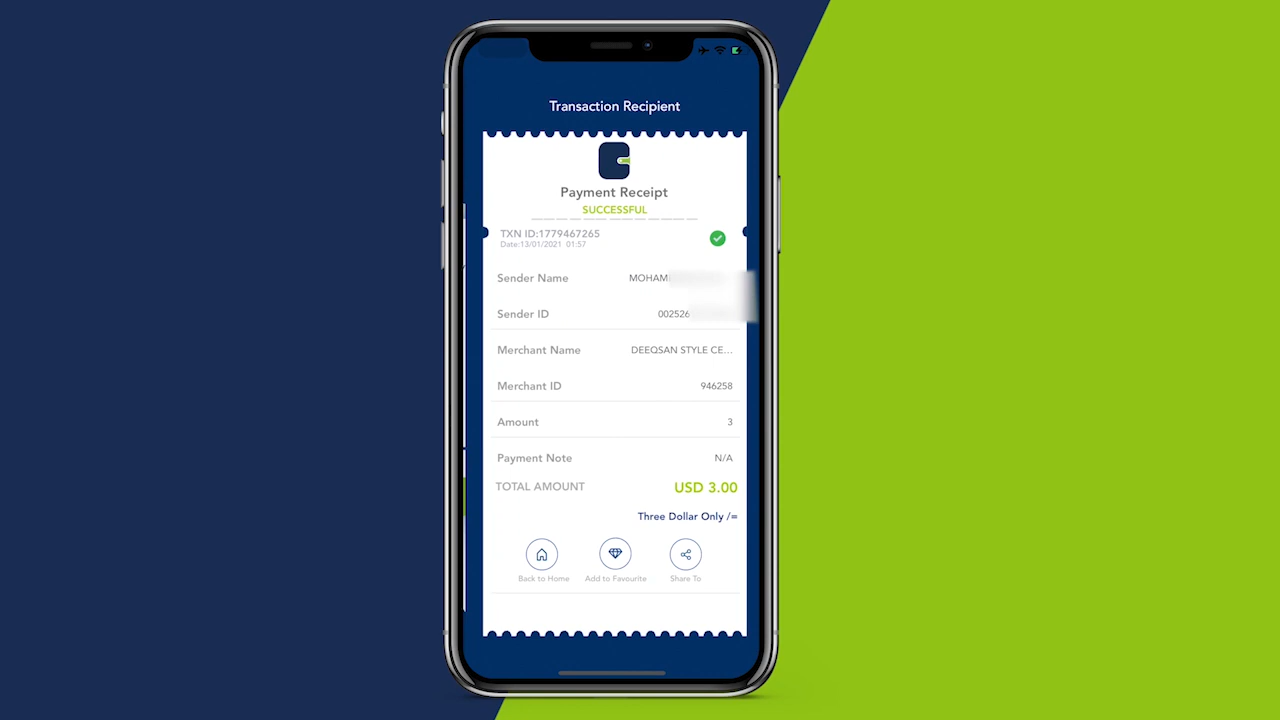 Transaction Recipient
Payment Receipt
SUCCESSFUL
TXN ID:1779467265
Date:13/01/2021 01:57
Sender Name MOHAM
Sender ID 002526
Merchant Name DEEQSAN STYLE CE...
Merchant ID 946258
Amount 3
Payment Note N/A
TOTAL AMOUNT USD 3.00
Three Dollar Only /=
Back to Home Add to Favourite Share To